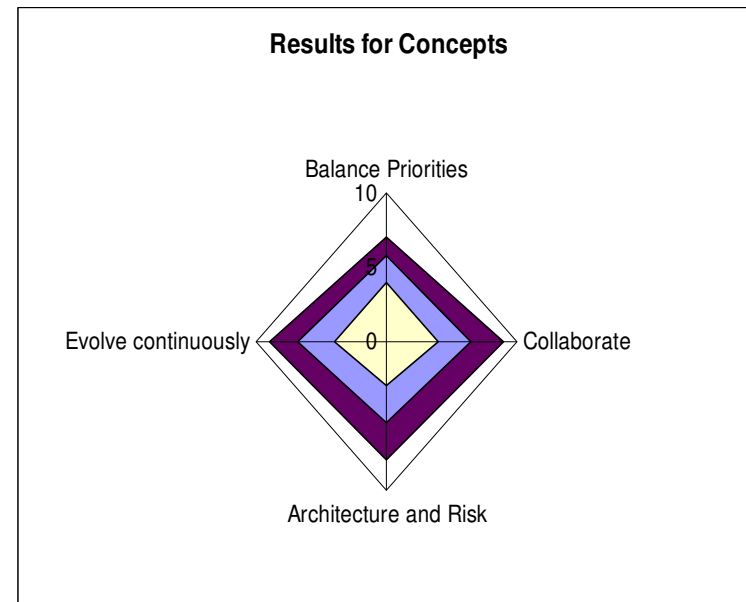 Results for Concepts
Balance Priorities
10
5
Evolve continuously
0
Collaborate
Architecture and Risk